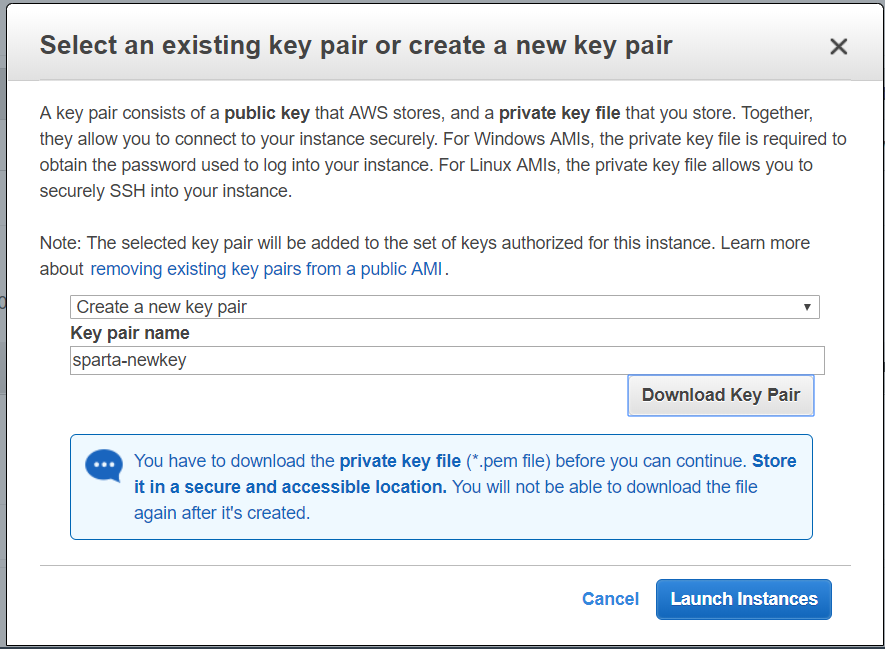 Select an existing key pair or create a new key pair
A key pair consists of a public key that AWS stores, and a private key file that you store. Together,
they allow you to connect to your instance securely. For Windows AMIs, the private key file is required to
obtain the password used to log into your instance. For Linux AMIs, the private key file allows you to
securely SSH into your instance.
Note: The selected key pair will be added to the set of keys authorized for this instance. Learn more
about removing existing key pairs from a public AMI.
Create a new key pair
Key pair name
sparta-newkey
Download Key Pair
You have to download the private key file (*.pem file) before you can continue. Store
it in a secure and accessible location. You will not be able to download the file
again after it's created.
Cancel Launch Instances